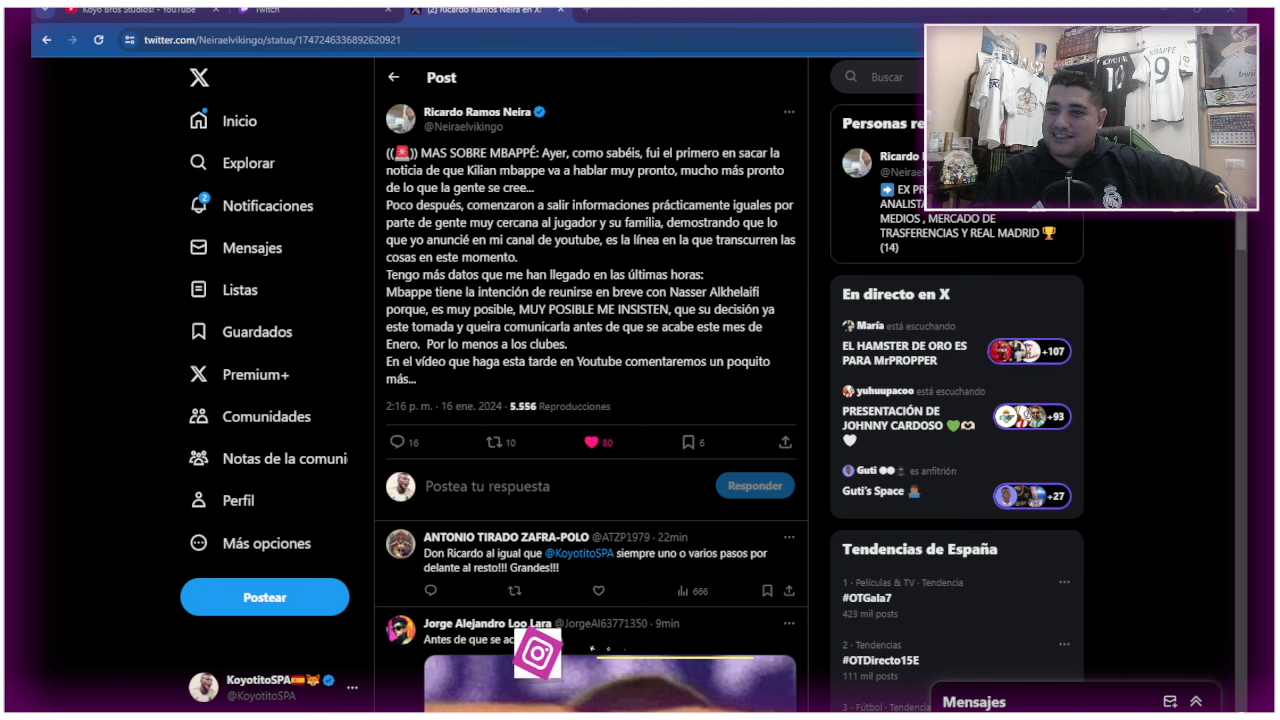 Koyo Bros Studios! - YouTube
Twitch
(2) Ricardo Ramos Neira en X:
twitter.com/Neiraelvikingo/status/1747246336892620921
Inicio
Explorar
2
Notificaciones
Mensajes
Listas
Guardados
Premium+
Comunidades
Notas de la comuni
Perfil
Más opciones
Postear
KoyotitoSPA
@KoyotitoSPA
Post
Ricardo Ramos Neira
@Neiraelvikingo
((🚨)) MAS SOBRE MBAPPÉ: Ayer, como sabéis, fui el primero en sacar la
noticia de que Kilian mbappe va a hablar muy pronto, mucho más pronto
de lo que la gente se cree...
Poco después, comenzaron a salir informaciones prácticamente iguales por
parte de gente muy cercana al jugador y su familia, demostrando que lo
que yo anuncié en mi canal de youtube, es la línea en la que transcurren las
cosas en este momento.
Tengo más datos que me han llegado en las últimas horas:
Mbappe tiene la intención de reunirse en breve con Nasser Alkhelaifi
porque, es muy posible, MUY POSIBLE ME INSISTEN, que su decisión ya
este tomada y queira comunicarla antes de que se acabe este mes de
Enero. Por lo menos a los clubes.
En el vídeo que haga esta tarde en Youtube comentaremos un poquito
más...
2:16 p. m. · 16 ene. 2024 · 5.556 Reproducciones
16 10 80 6
Postea tu respuesta
Responder
ANTONIO TIRADO ZAFRA-POLO @ATZP1979 · 22min
Don Ricardo al igual que @KoyotitoSPA siempre uno o varios pasos por
delante al resto!!! Grandes!!!
666
Jorge Alejandro Loo Lara @JorgeAl63771350 · 9min
Antes de que se ac
K o
Buscar
Personas re
Ricardo
@Neirae
EX PR
ANALIST
MEDIOS , MERCADO DE
TRASFERENCIAS Y REAL MADRID 🏆
(14)
KOYOTE
10
MBAPPE
9
En directo en X
María está escuchando
EL HAMSTER DE ORO ES
PARA MrPROPPER
+107
yuhuupacoo está escuchando
PRESENTACIÓN DE
JOHNNY CARDOSO 💚
+93
Guti es anfitrión
Guti's Space
+27
Tendencias de España
1 · Películas & TV · Tendencia
#OTGala7
423 mil posts
2 · Tendencias
#OTDirecto15E
111 mil posts
3 · Fútbol · Tendencia
Mensajes